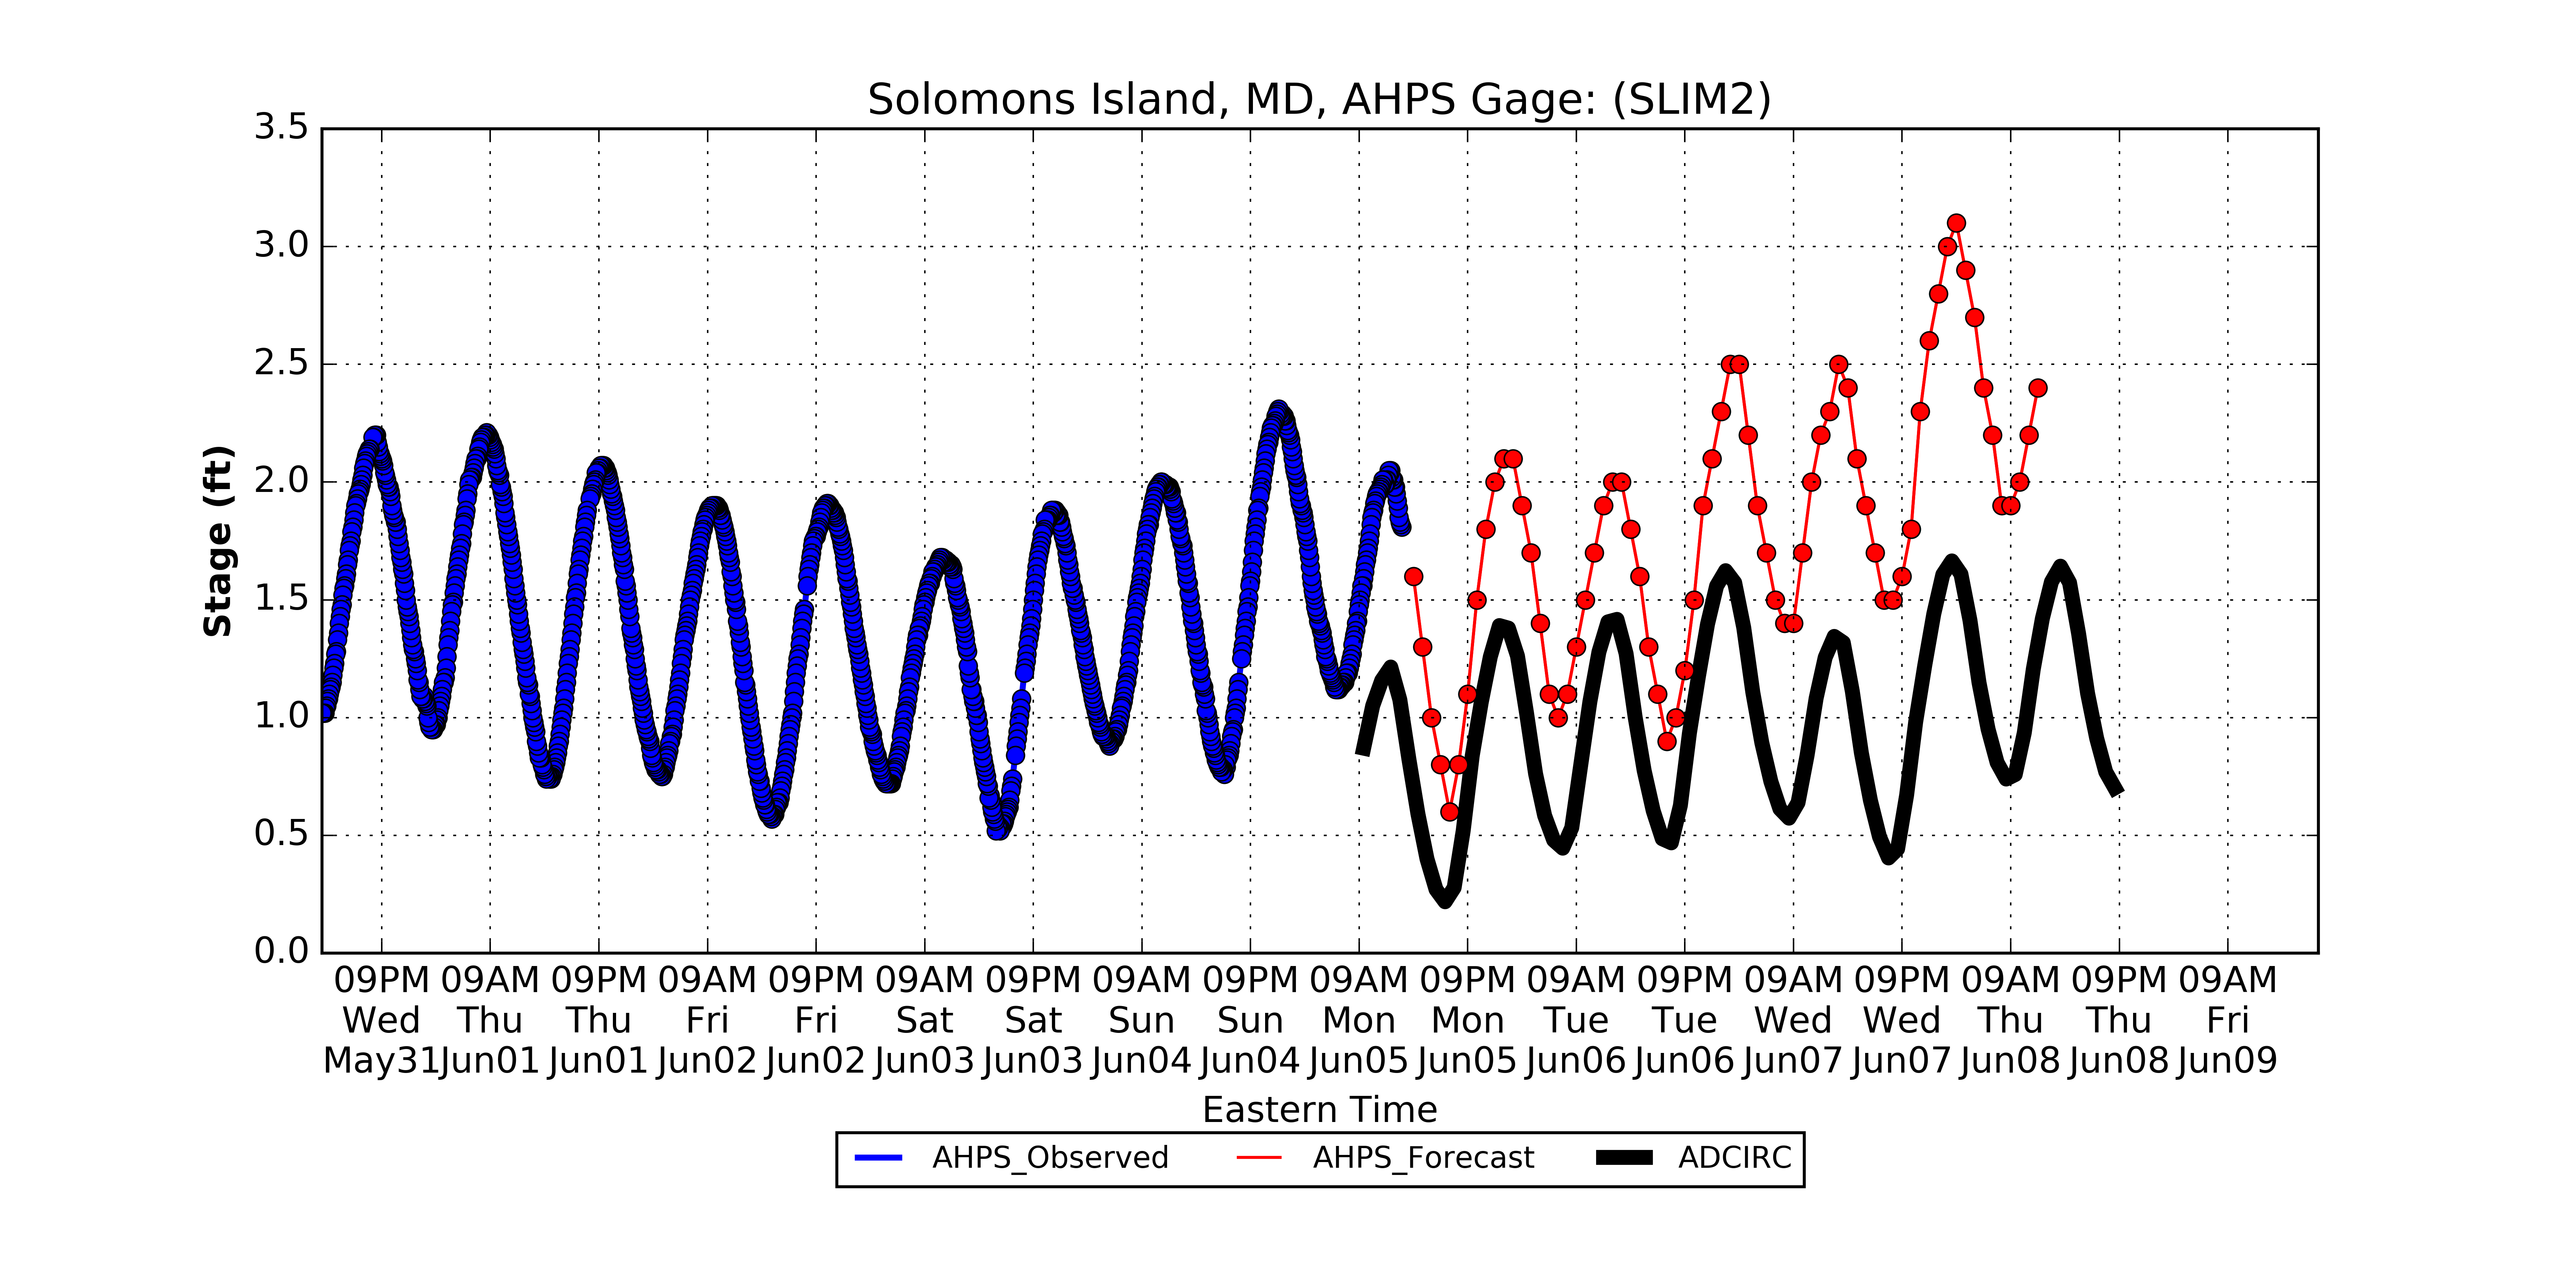 Solomons Island, MD, AHPS Gage: (SLIM2)
3.5
3.0
2.5
2.0
1.5
1.0
0.5
0.0
Stage (ft)
09PM 09AM 09PM 09AM 09PM 09AM 09PM 09AM 09PM 09AM 09PM 09AM 09PM 09AM 09PM 09AM 09PM 09AM
Wed Thu Thu Fri Fri Sat Sat Sun Sun Mon Mon Tue Tue Wed Wed Thu Thu Fri
May31 Jun01 Jun01 Jun02 Jun02 Jun03 Jun03 Jun04 Jun04 Jun05 Jun05 Jun06 Jun06 Jun07 Jun07 Jun08 Jun08 Jun09
Eastern Time
AHPS_Observed AHPS_Forecast ADCIRC